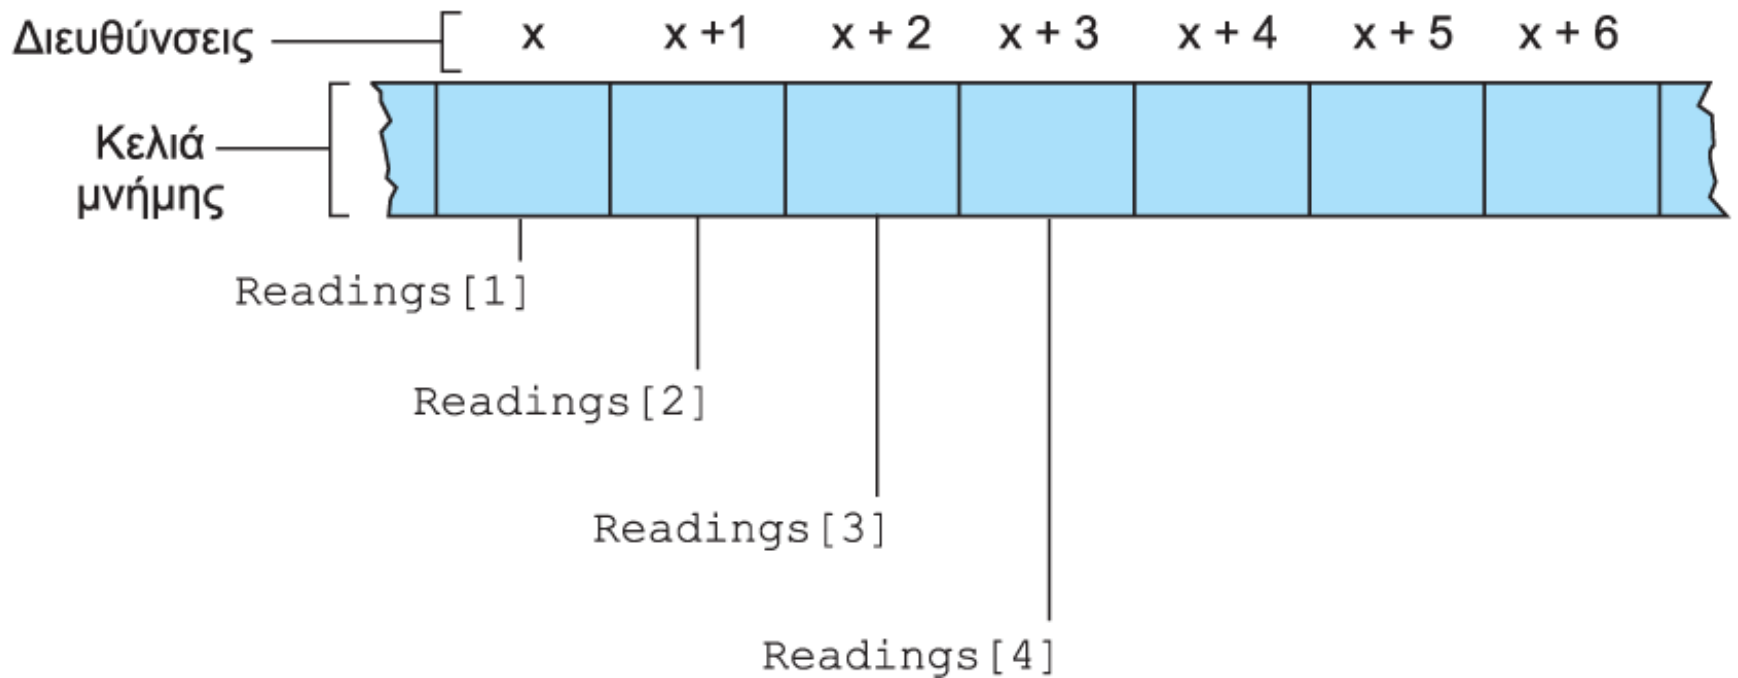 Διευθύνσεις x x +1 x + 2 x + 3 x + 4 x + 5 x + 6
Κελιά
μνήμης
Readings[1]
Readings[2]
Readings[3]
Readings[4]